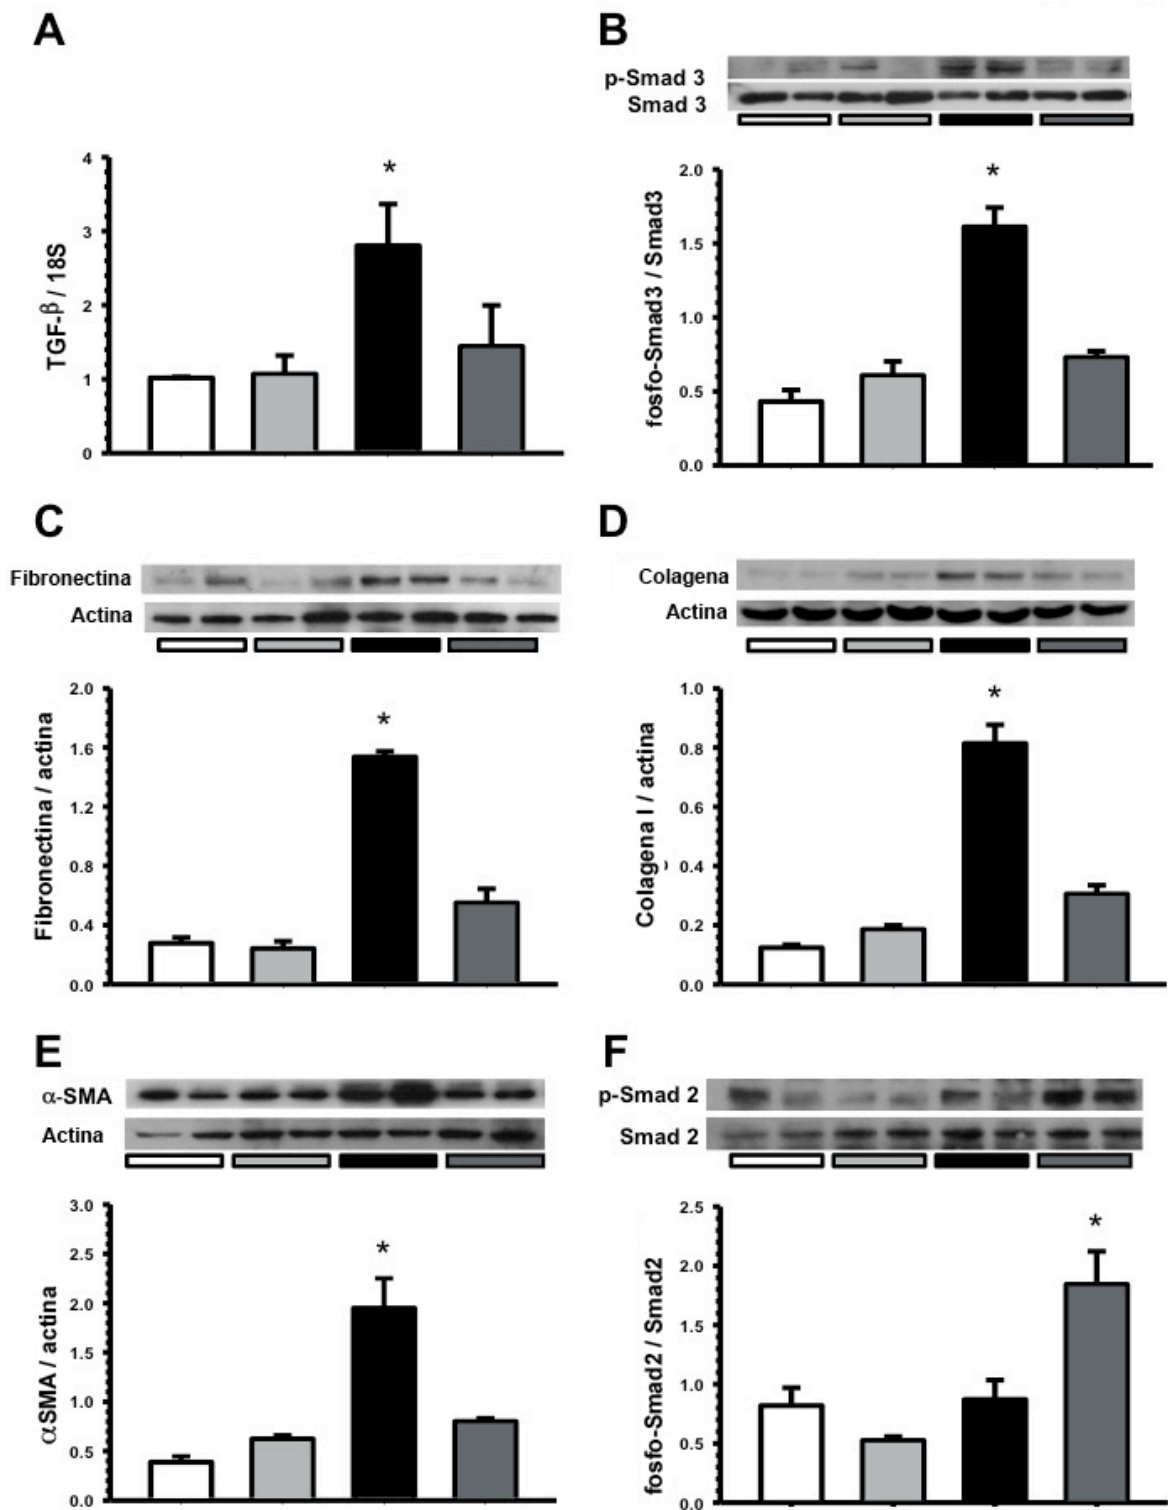 A
TGF-β / 18S
4
3
2
1
0
*
B
p-Smad 3
Smad 3
fosfo-Smad3 / Smad3
2.0
1.5
1.0
0.5
0.0
*
C
Fibronectina
Actina
Fibronectina / actina
2.0
1.6
1.2
0.8
0.4
0.0
*
D
Colagena
Actina
Colagena I / actina
1.0
0.8
0.6
0.4
0.2
0.0
*
E
α-SMA
Actina
αSMA / actina
3.0
2.5
2.0
1.5
1.0
0.5
0.0
*
F
p-Smad 2
Smad 2
fosfo-Smad2 / Smad2
2.5
2.0
1.5
1.0
0.5
0.0
*